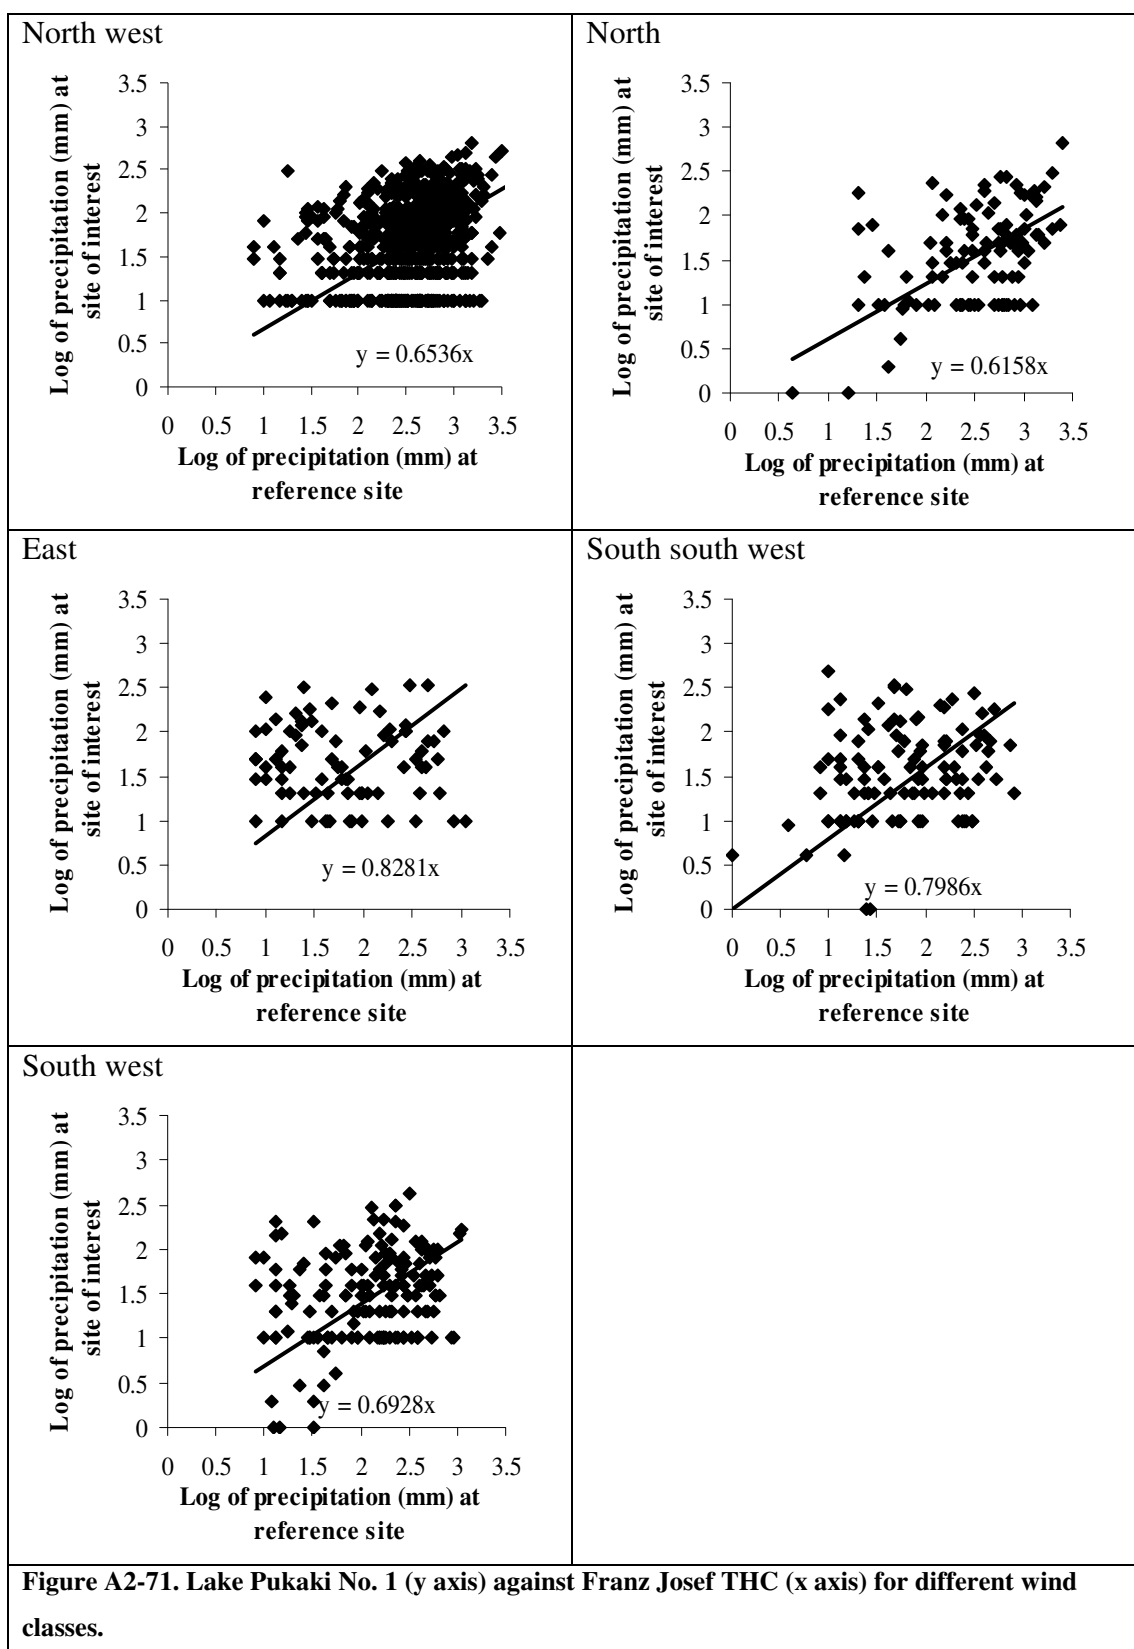 North west
3.5
3
2.5
2
1.5
1
0.5
0
0 0.5 1 1.5 2 2.5 3 3.5
Log of precipitation (mm) at
site of interest
y = 0.6536x
Log of precipitation (mm) at
reference site
North
3.5
3
2.5
2
1.5
1
0.5
0
0 0.5 1 1.5 2 2.5 3 3.5
Log of precipitation (mm) at
site of interest
y = 0.6158x
Log of precipitation (mm) at
reference site
East
3.5
3
2.5
2
1.5
1
0.5
0
0 0.5 1 1.5 2 2.5 3 3.5
Log of precipitation (mm) at
site of interest
y = 0.8281x
Log of precipitation (mm) at
reference site
South south west
3.5
3
2.5
2
1.5
1
0.5
0
0 0.5 1 1.5 2 2.5 3 3.5
Log of precipitation (mm) at
site of interest
y = 0.7986x
Log of precipitation (mm) at
reference site
South west
3.5
3
2.5
2
1.5
1
0.5
0
0 0.5 1 1.5 2 2.5 3 3.5
Log of precipitation (mm) at
site of interest
y = 0.6928x
Log of precipitation (mm) at
reference site
Figure A2-71. Lake Pukaki No. 1 (y axis) against Franz Josef THC (x axis) for different wind
classes.